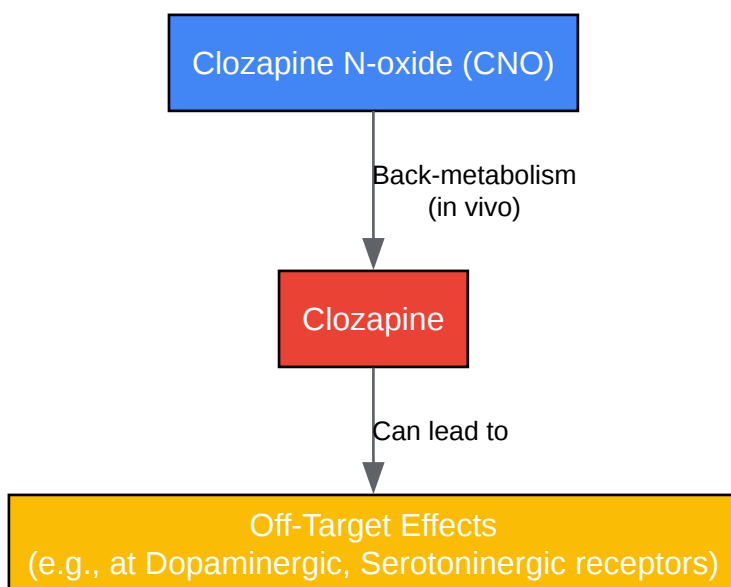 Clozapine N-oxide (CNO)
Back-metabolism
(in vivo)
Clozapine
Can lead to
Off-Target Effects
(e.g., at Dopaminergic, Serotoninergic receptors)